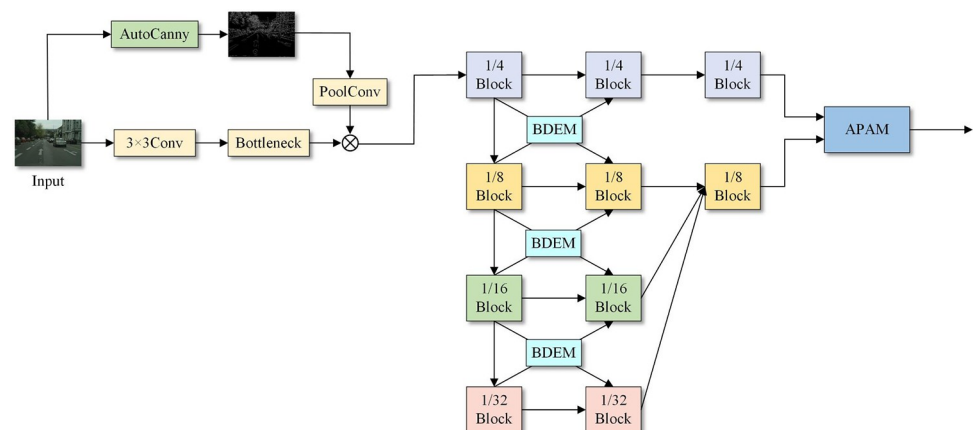 AutoCanny
PoolConv
3×3Conv
Bottleneck
Input
1/4
Block
1/4
Block
1/4
Block
BDEM
APAM
1/8
Block
1/8
Block
1/8
Block
BDEM
1/16
Block
1/16
Block
BDEM
1/32
Block
1/32
Block